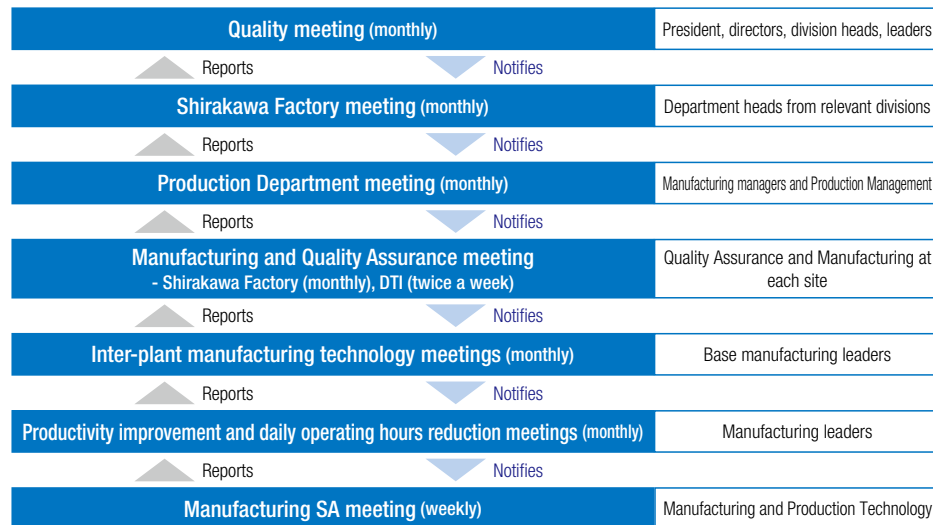 Quality meeting (monthly)
President, directors, division heads, leaders
Reports
Notifies
Shirakawa Factory meeting (monthly)
Department heads from relevant divisions
Reports
Notifies
Production Department meeting (monthly)
Manufacturing managers and Production Management
Reports
Notifies
Manufacturing and Quality Assurance meeting
- Shirakawa Factory (monthly), DTI (twice a week)
Quality Assurance and Manufacturing at
each site
Reports
Notifies
Inter-plant manufacturing technology meetings (monthly)
Base manufacturing leaders
Reports
Notifies
Productivity improvement and daily operating hours reduction meetings (monthly)
Manufacturing leaders
Reports
Notifies
Manufacturing SA meeting (weekly)
Manufacturing and Production Technology